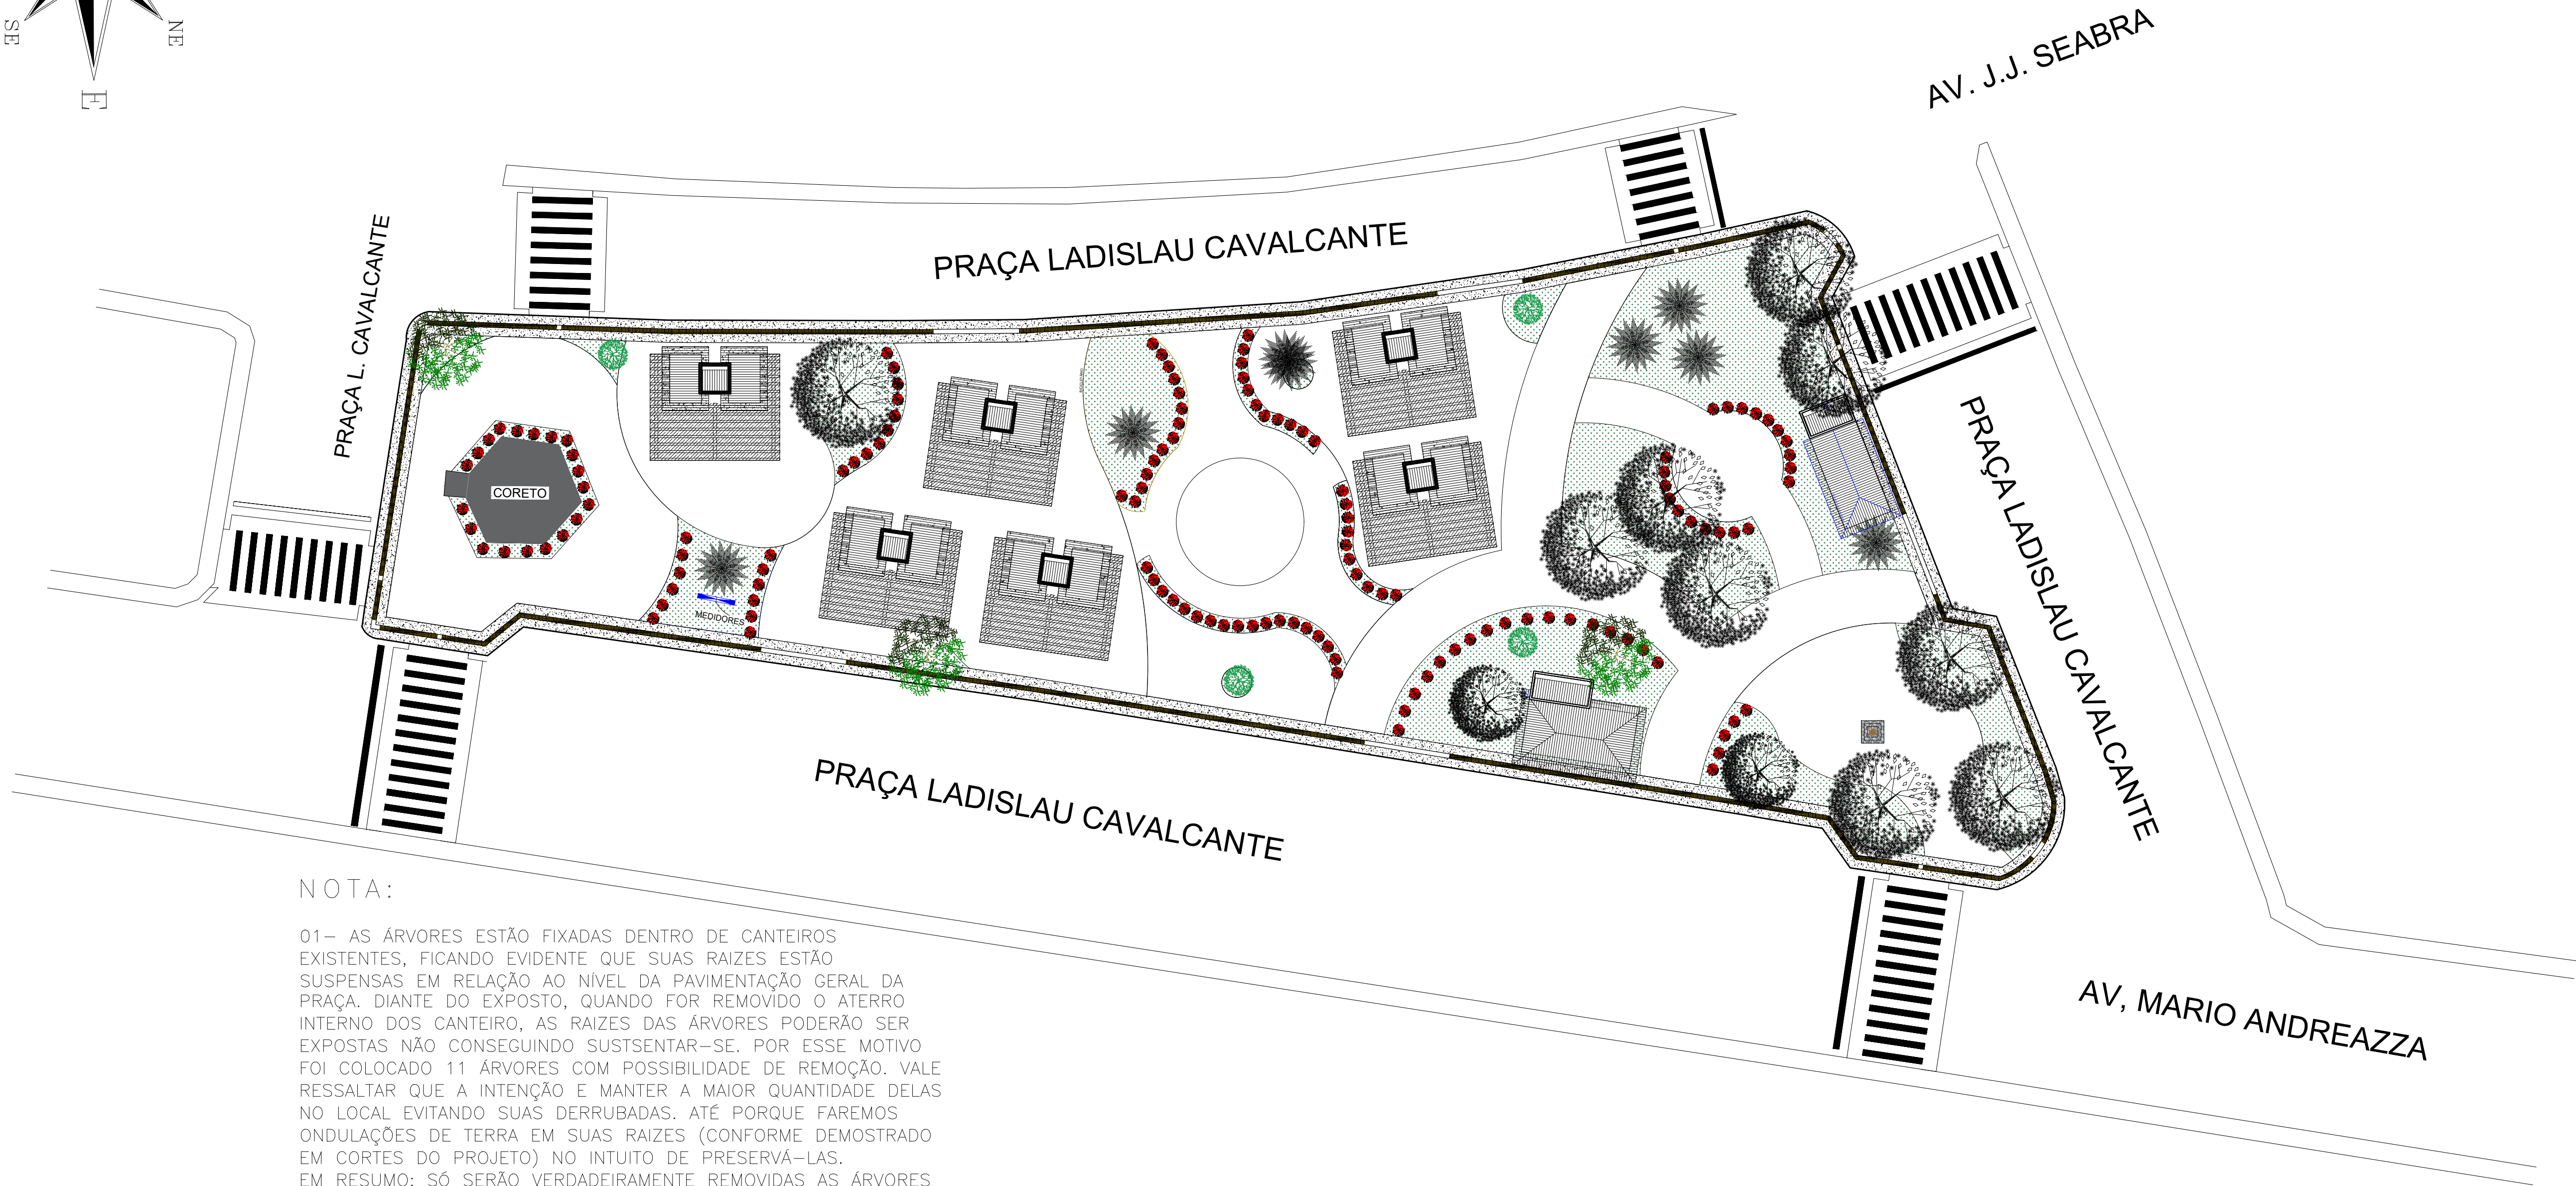 SE
NE
E
AV. J.J. SEABRA
PRAÇA LADISLAU CAVALCANTE
PRAÇA L. CAVALCANTE
CORETO
MEDIDORES
PRAÇA LADISLAU CAVALCANTE
PRAÇA LADISLAU CAVALCANTE
AV, MARIO ANDREAZZA
NOTA:
01- AS ÁRVORES ESTÃO FIXADAS DENTRO DE CANTEIROS
EXISTENTES, FICANDO EVIDENTE QUE SUAS RAIZES ESTÃO
SUSPENSAS EM RELAÇÃO AO NÍVEL DA PAVIMENTAÇÃO GERAL DA
PRAÇA. DIANTE DO EXPOSTO, QUANDO FOR REMOVIDO O ATERRO
INTERNO DOS CANTEIRO, AS RAIZES DAS ÁRVORES PODERÃO SER
EXPOSTAS NÃO CONSEGUINDO SUSTSENTAR-SE. POR ESSE MOTIVO
FOI COLOCADO 11 ÁRVORES COM POSSIBILIDADE DE REMOÇÃO. VALE
RESSALTAR QUE A INTENÇÃO E MANTER A MAIOR QUANTIDADE DELAS
NO LOCAL EVITANDO SUAS DERRUBADAS. ATÉ PORQUE FAREMOS
ONDULAÇÕES DE TERRA EM SUAS RAIZES (CONFORME DEMOSTRADO
EM CORTES DO PROJETO) NO INTUITO DE PRESERVÁ-LAS.
EM RESUMO: SÓ SERÃO VERDADEIRAMENTE REMOVIDAS AS ÁRVORES